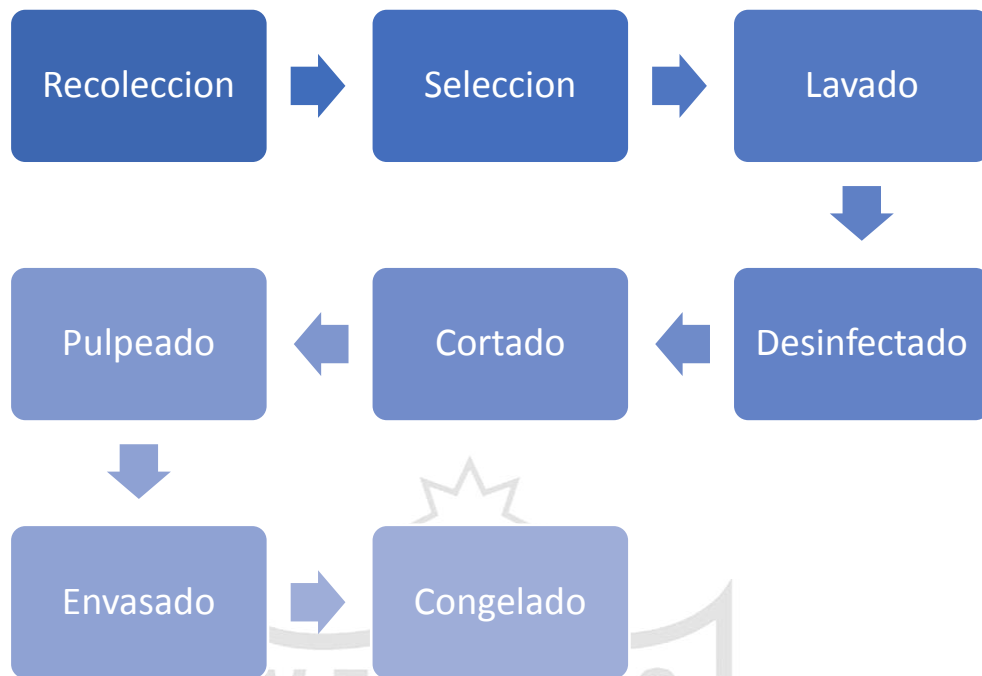 Recoleccion
Seleccion
Lavado
Desinfectado
Cortado
Pulpeado
Envasado
Congelado